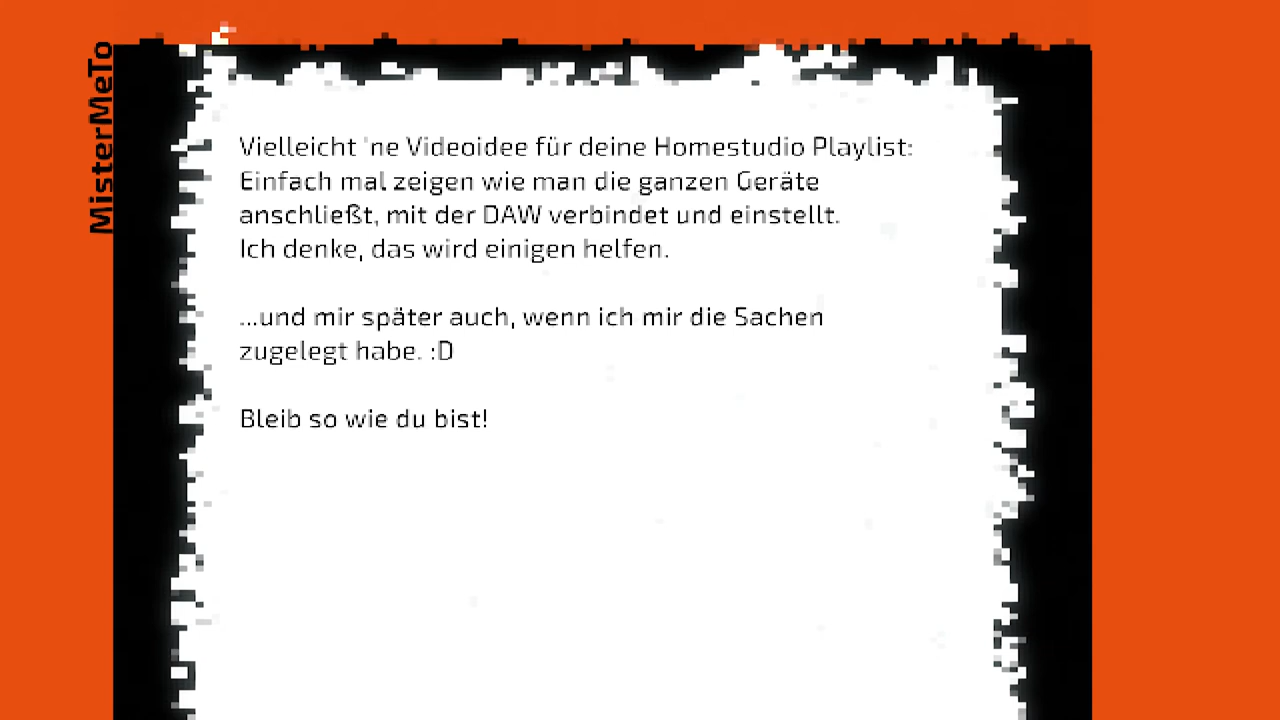 MisterMeTo
Vielleicht 'ne Videoidee für deine Homestudio Playlist:
Einfach mal zeigen wie man die ganzen Geräte
anschließt, mit der DAW verbindet und einstellt.
Ich denke, das wird einigen helfen.
...und mir später auch, wenn ich mir die Sachen
zugelegt habe. :D
Bleib so wie du bist!